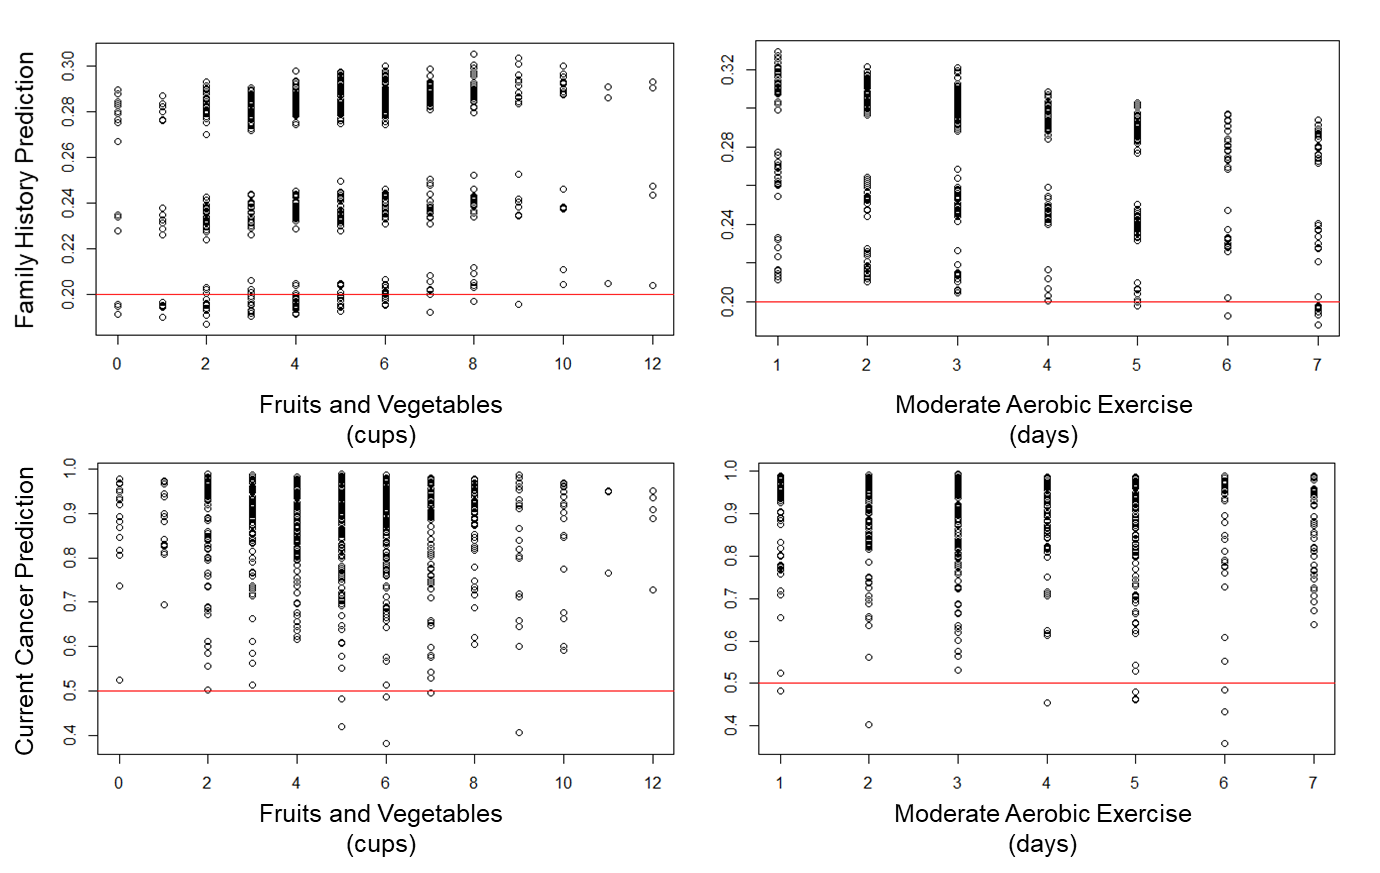 Family History Prediction
0.20 0.22 0.24 0.26 0.28 0.30
0 2 4 6 8 10 12
Fruits and Vegetables
(cups)
0.20 0.24 0.28 0.32
1 2 3 4 5 6 7
Moderate Aerobic Exercise
(days)
Current Cancer Prediction
0.4 0.5 0.6 0.7 0.8 0.9 1.0
0 2 4 6 8 10 12
Fruits and Vegetables
(cups)
0.4 0.5 0.6 0.7 0.8 0.9 1.0
1 2 3 4 5 6 7
Moderate Aerobic Exercise
(days)